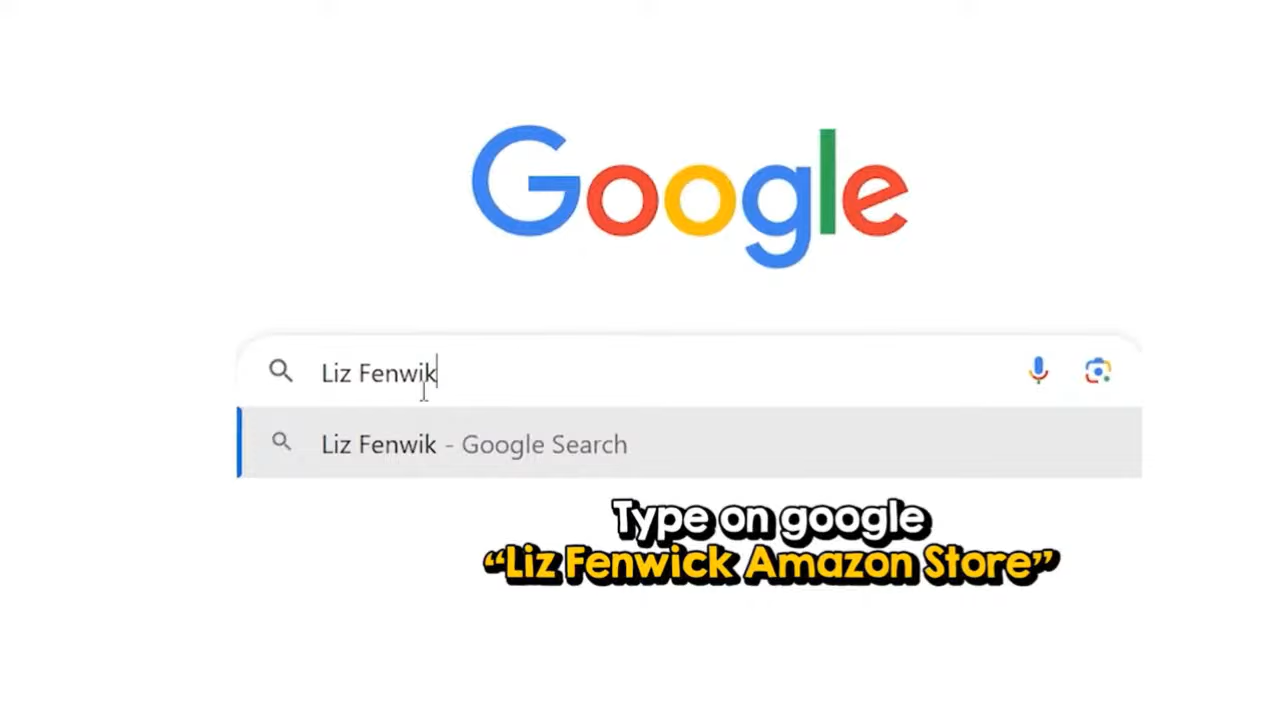 Google
Liz Fenwik
Liz Fenwik - Google Search
Type on google
“Liz Fenwick Amazon Store”